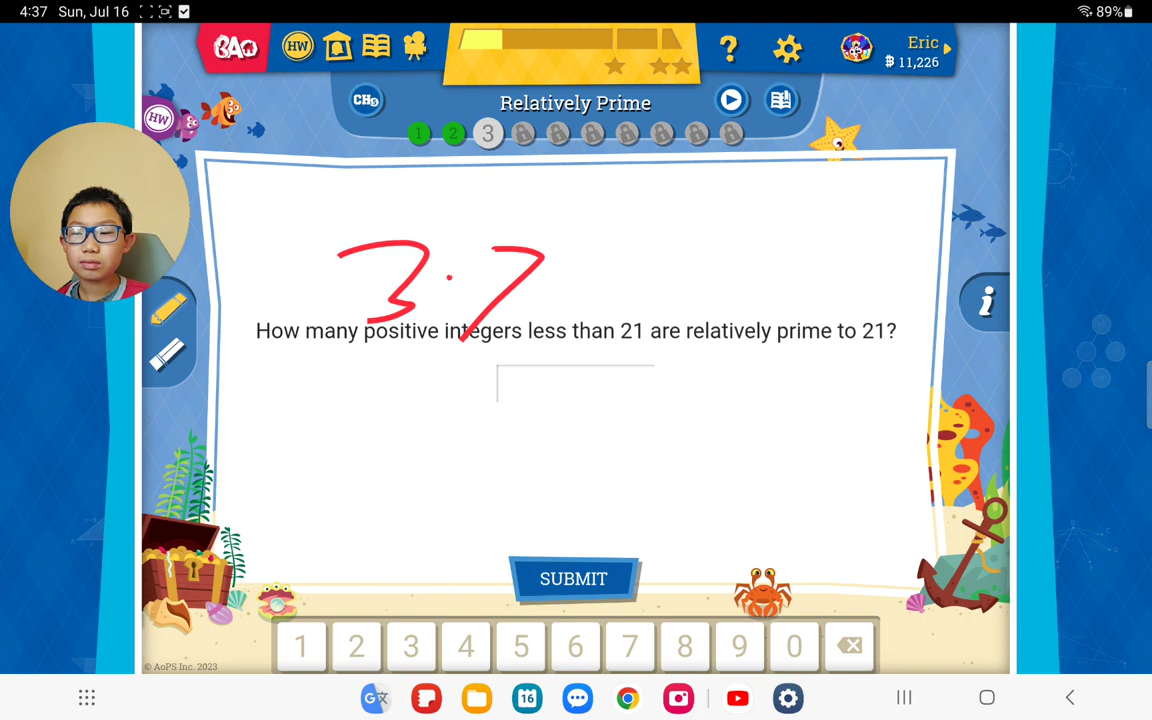 4:37 Sun, Jul 16 89%
BA
HW
? Eric
11,226
CH5 Relatively Prime
HW
1 2 3
3·7
How many positive integers less than 21 are relatively prime to 21?
i
SUBMIT
1 2 3 4 5 6 7 8 9 0
© AoPS Inc. 2023
G 16